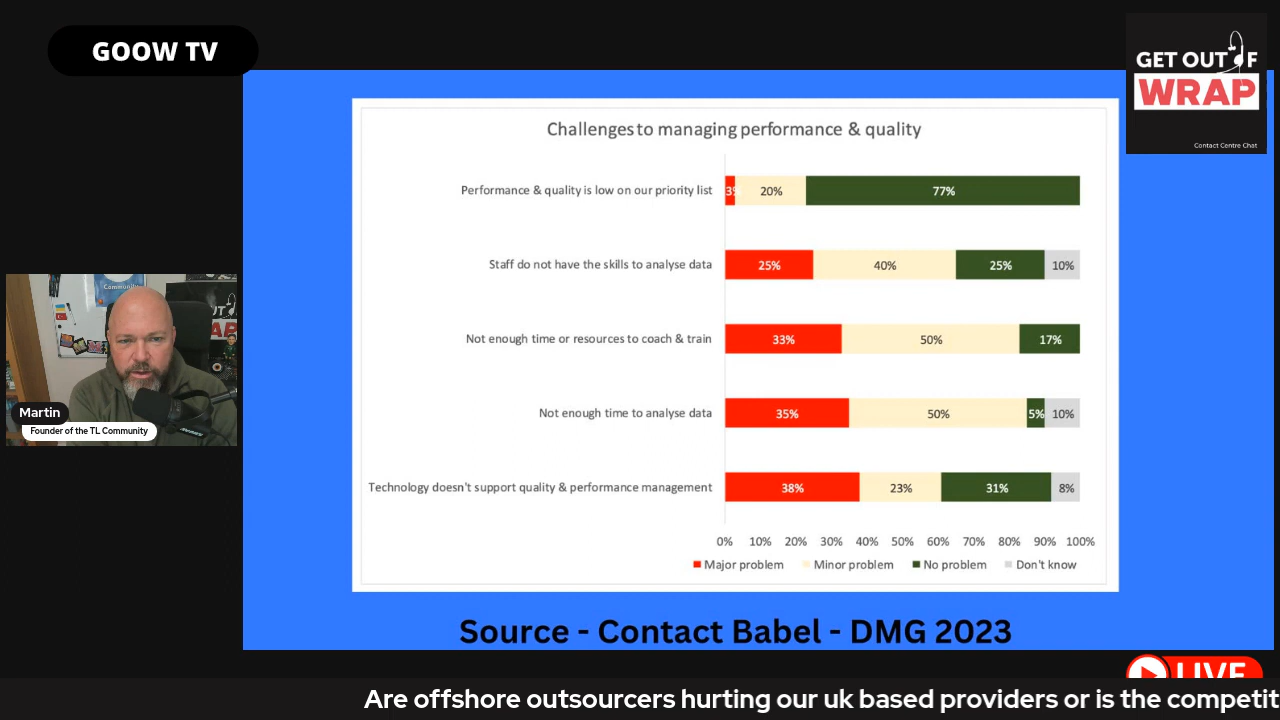 GOOW TV
GET OUT OF
WRAP
Contact Centre Chat
Challenges to managing performance & quality
Performance & quality is low on our priority list
3%
20%
77%
Staff do not have the skills to analyse data
25%
40%
25%
10%
Not enough time or resources to coach & train
33%
50%
17%
Not enough time to analyse data
35%
50%
5%
10%
Technology doesn't support quality & performance management
38%
23%
31%
8%
0% 10% 20% 30% 40% 50% 60% 70% 80% 90% 100%
Major problem Minor problem No problem Don't know
Community
Martin
Founder of the TL Community
Source - Contact Babel - DMG 2023
LIVE
Are offshore outsourcers hurting our uk based providers or is the competit